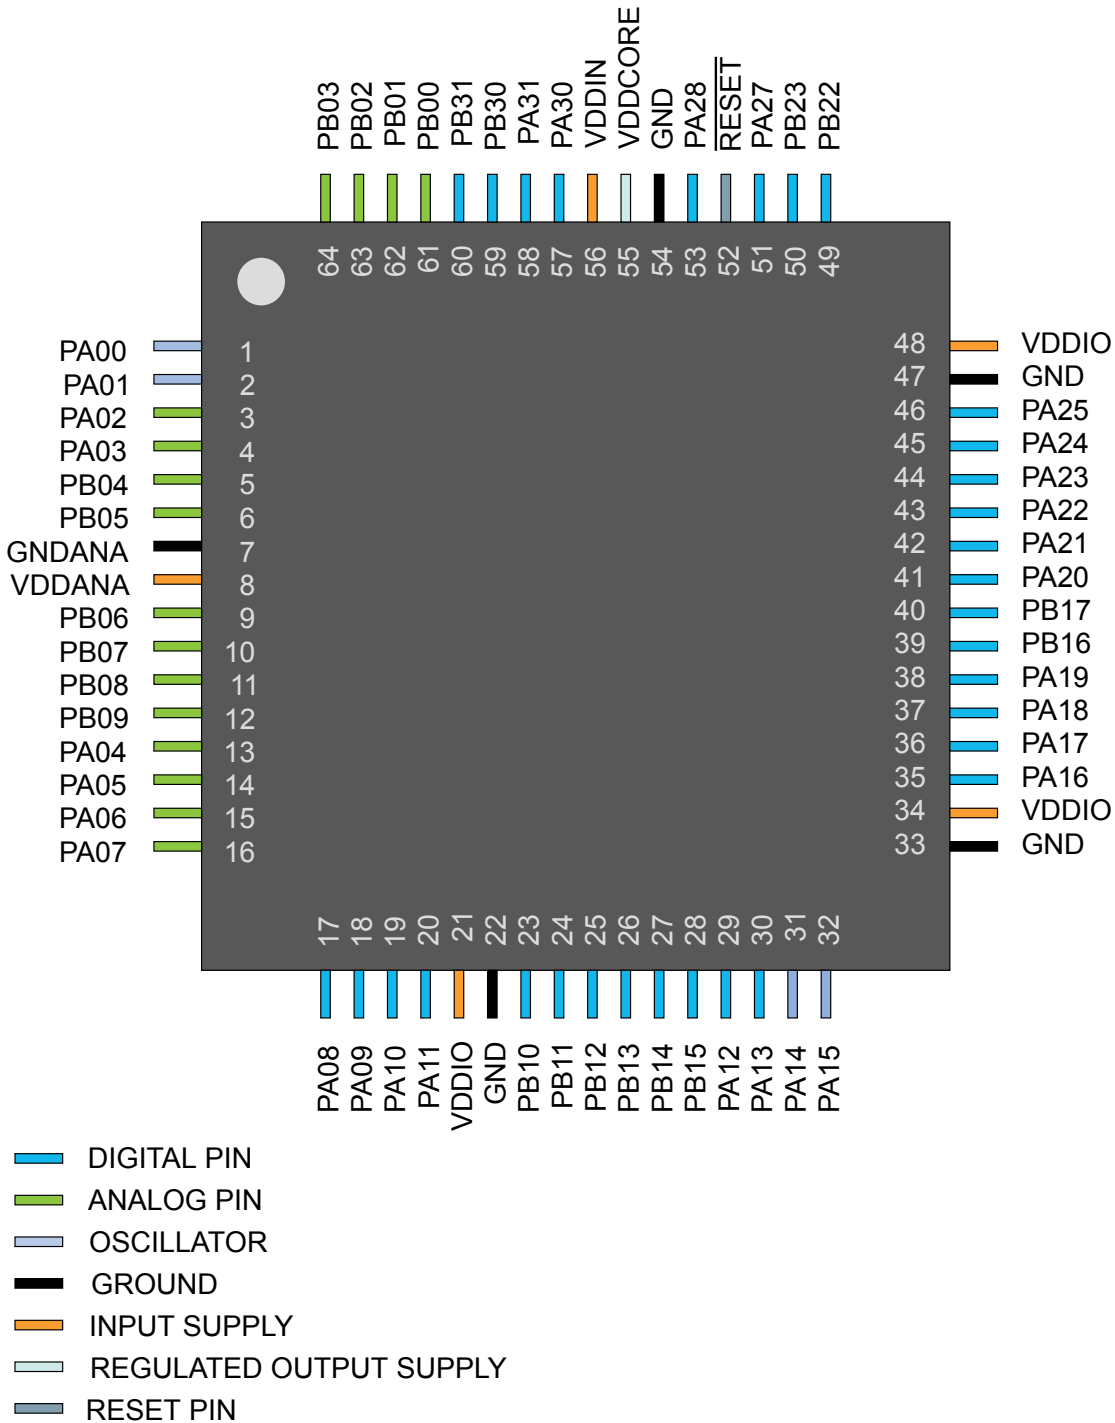 PB03 PB02 PB01 PB00 PB31 PB30 PA31 PA30 VDDIN VDDCORE GND PA28 RESET PA27 PB23 PB22
64 63 62 61 60 59 58 57 56 55 54 53 52 51 50 49
PA00 1
PA01 2
PA02 3
PA03 4
PB04 5
PB05 6
GNDANA 7
VDDANA 8
PB06 9
PB07 10
PB08 11
PB09 12
PA04 13
PA05 14
PA06 15
PA07 16
48 VDDIO
47 GND
46 PA25
45 PA24
44 PA23
43 PA22
42 PA21
41 PA20
40 PB17
39 PB16
38 PA19
37 PA18
36 PA17
35 PA16
34 VDDIO
33 GND
17 18 19 20 21 22 23 24 25 26 27 28 29 30 31 32
PA08 PA09 PA10 PA11 VDDIO GND PB10 PB11 PB12 PB13 PB14 PB15 PA12 PA13 PA14 PA15
DIGITAL PIN
ANALOG PIN
OSCILLATOR
GROUND
INPUT SUPPLY
REGULATED OUTPUT SUPPLY
RESET PIN